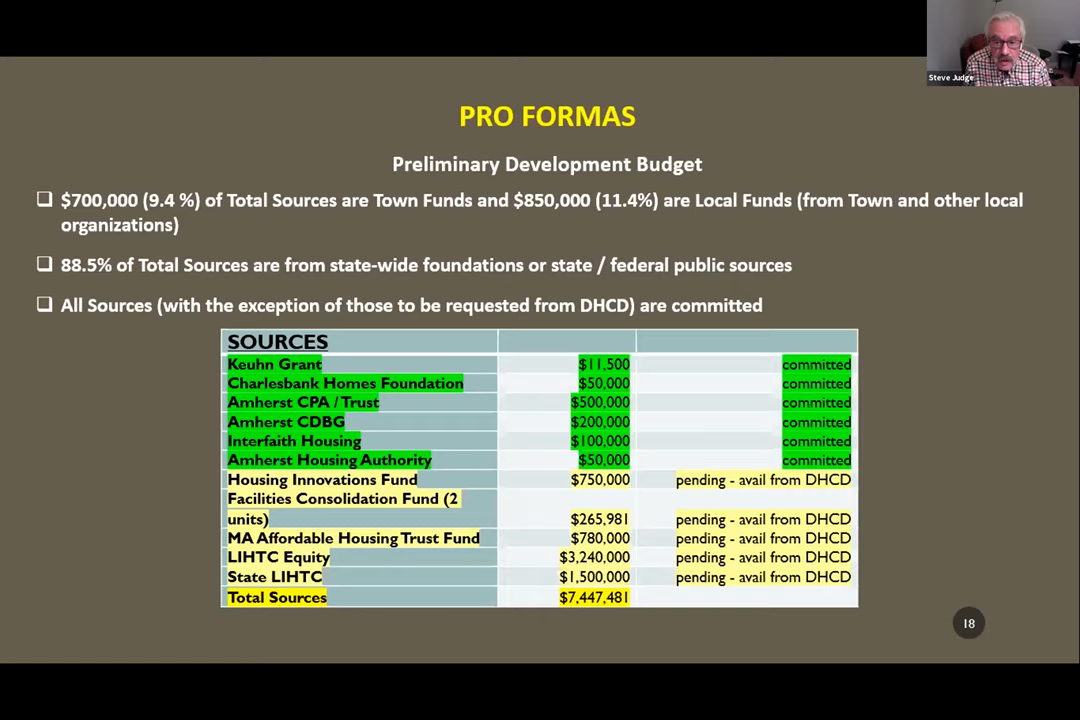 Steve Judge
PRO FORMAS
Preliminary Development Budget
$700,000 (9.4 %) of Total Sources are Town Funds and $850,000 (11.4%) are Local Funds (from Town and other local
organizations)
88.5% of Total Sources are from state-wide foundations or state / federal public sources
All Sources (with the exception of those to be requested from DHCD) are committed
SOURCES
Keuhn Grant $11,500 committed
Charlesbank Homes Foundation $50,000 committed
Amherst CPA / Trust $500,000 committed
Amherst CDBG $200,000 committed
Interfaith Housing $100,000 committed
Amherst Housing Authority $50,000 committed
Housing Innovations Fund $750,000 pending - avail from DHCD
Facilities Consolidation Fund (2
units) $265,981 pending - avail from DHCD
MA Affordable Housing Trust Fund $780,000 pending - avail from DHCD
LIHTC Equity $3,240,000 pending - avail from DHCD
State LIHTC $1,500,000 pending - avail from DHCD
Total Sources $7,447,481
18